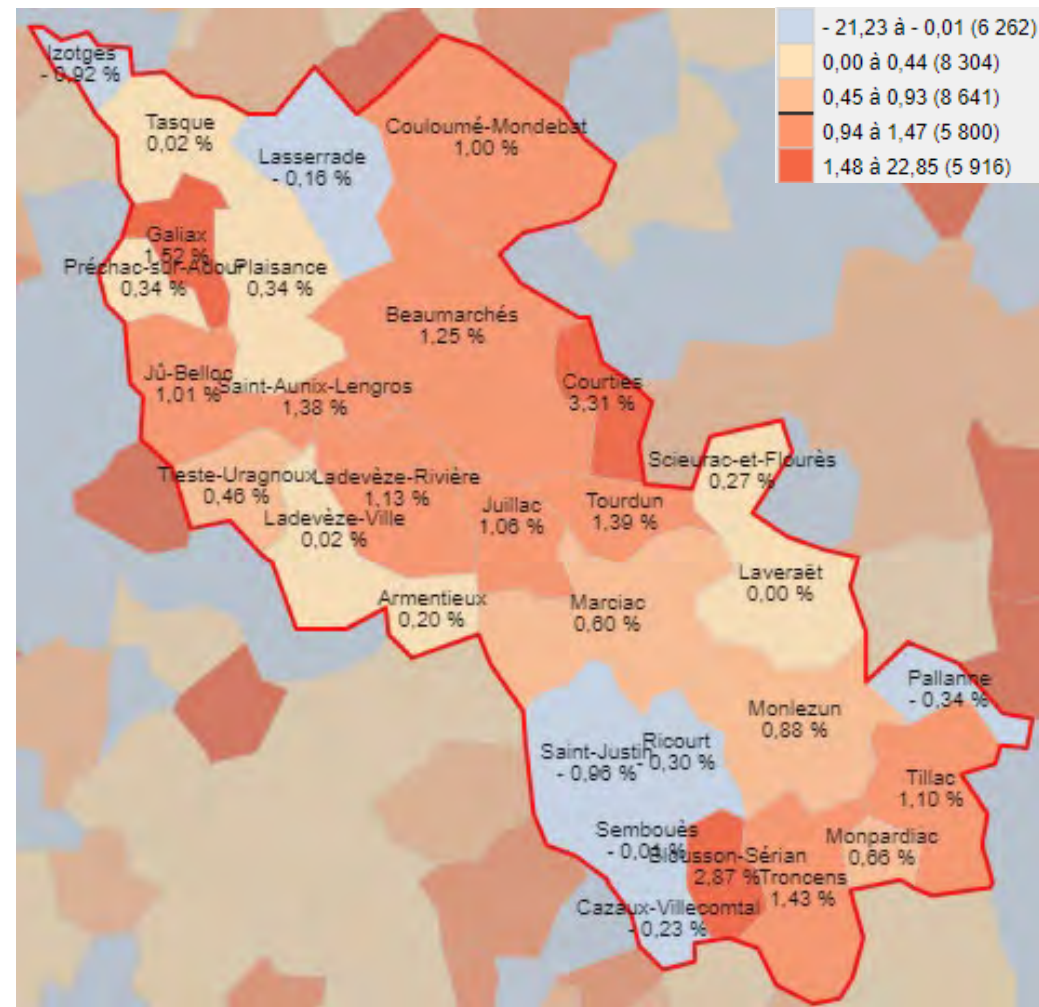 - 21,23 à - 0,01 (6 262)
0,00 à 0,44 (8 304)
0,45 à 0,93 (8 641)
0,94 à 1,47 (5 800)
1,48 à 22,85 (5 916)
Izotges
- 0,92 %
Tasque
0,02 %
Lasserrade
- 0,16 %
Couloumé-Mondebat
1,00 %
Galiax
1,52 %
Préchac-sur-Adour
0,34 %
Plaisance
0,34 %
Beaumarchés
1,25 %
Jû-Belloc
1,01 %
Saint-Aunix-Lengros
1,38 %
Courties
3,31 %
Scieurac-et-Flourès
0,27 %
Tieste-Uragnoux
0,46 %
Ladevèze-Rivière
1,13 %
Juillac
1,06 %
Tourdun
1,39 %
Ladevèze-Ville
0,02 %
Laveraët
0,00 %
Armentieux
0,20 %
Marciac
0,60 %
Pallanne
- 0,34 %
Monlezun
0,88 %
Saint-Justin
- 0,96 %
Ricourt
- 0,30 %
Tillac
1,10 %
Sembouès
- 0,01 %
Blousson-Sérian
2,87 %
Monpardiac
0,66 %
Troncens
1,43 %
Cazaux-Villecomtal
- 0,23 %